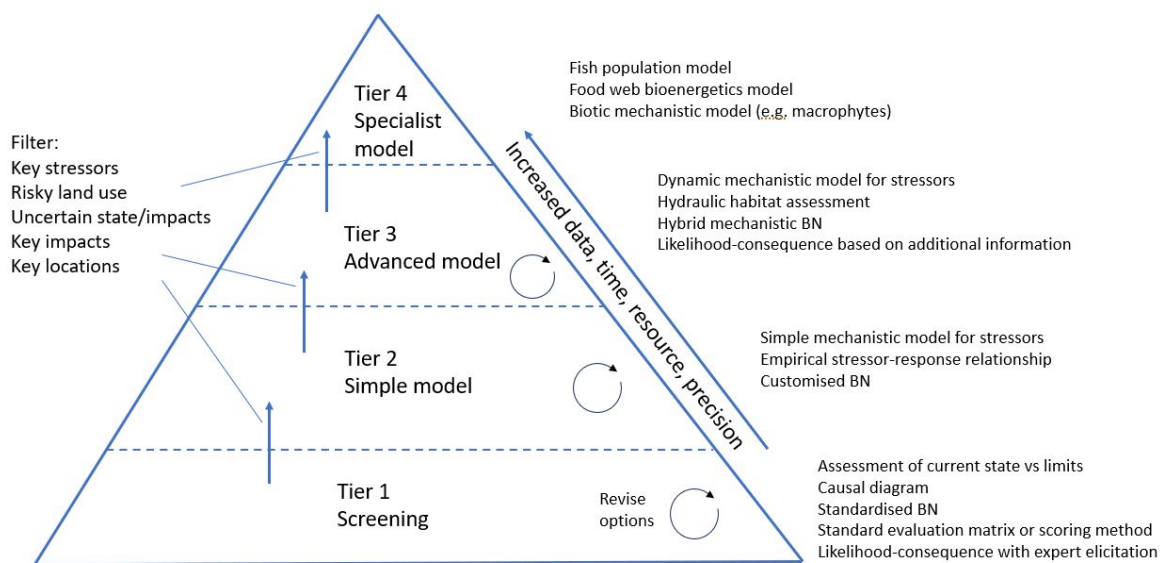 Fish population model
Food web bioenergetics model
Biotic mechanistic model (e.g. macrophytes)
Tier 4
Specialist
model
Filter:
Key stressors
Risky land use
Uncertain state/impacts
Key impacts
Key locations
Increased data, time, resource, precision
Dynamic mechanistic model for stressors
Hydraulic habitat assessment
Hybrid mechanistic BN
Likelihood-consequence based on additional information
Tier 3
Advanced model
Simple mechanistic model for stressors
Empirical stressor-response relationship
Customised BN
Tier 2
Simple model
Assessment of current state vs limits
Causal diagram
Standardised BN
Standard evaluation matrix or scoring method
Likelihood-consequence with expert elicitation
Tier 1
Screening
Revise
options